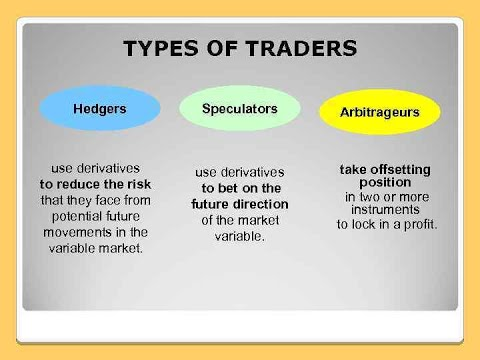 TYPES OF TRADERS
Hedgers
use derivatives
to reduce the risk
that they face from
potential future
movements in the
variable market.
Speculators
use derivatives
to bet on the
future direction
of the market
variable.
Arbitrageurs
take offsetting
position
in two or more
instruments
to lock in a profit.